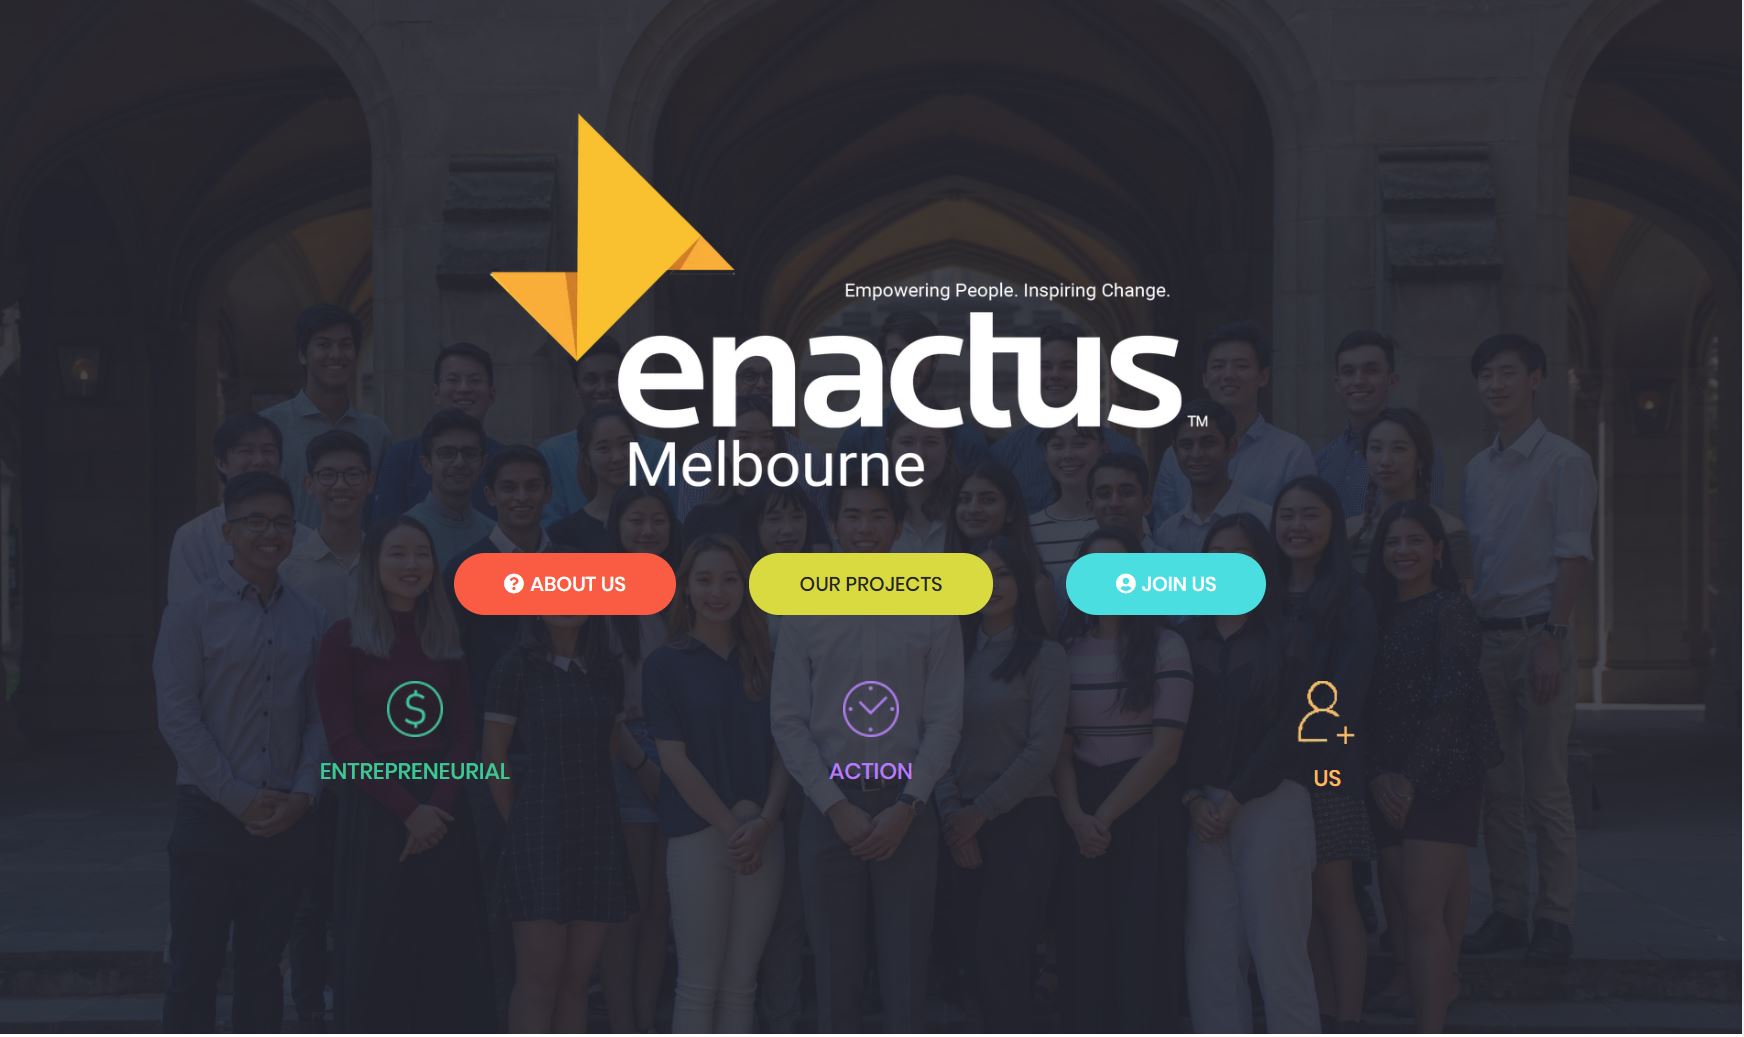 Empowering People. Inspiring Change.
enactus™
Melbourne
ABOUT US
OUR PROJECTS
JOIN US
ENTREPRENEURIAL
ACTION
US